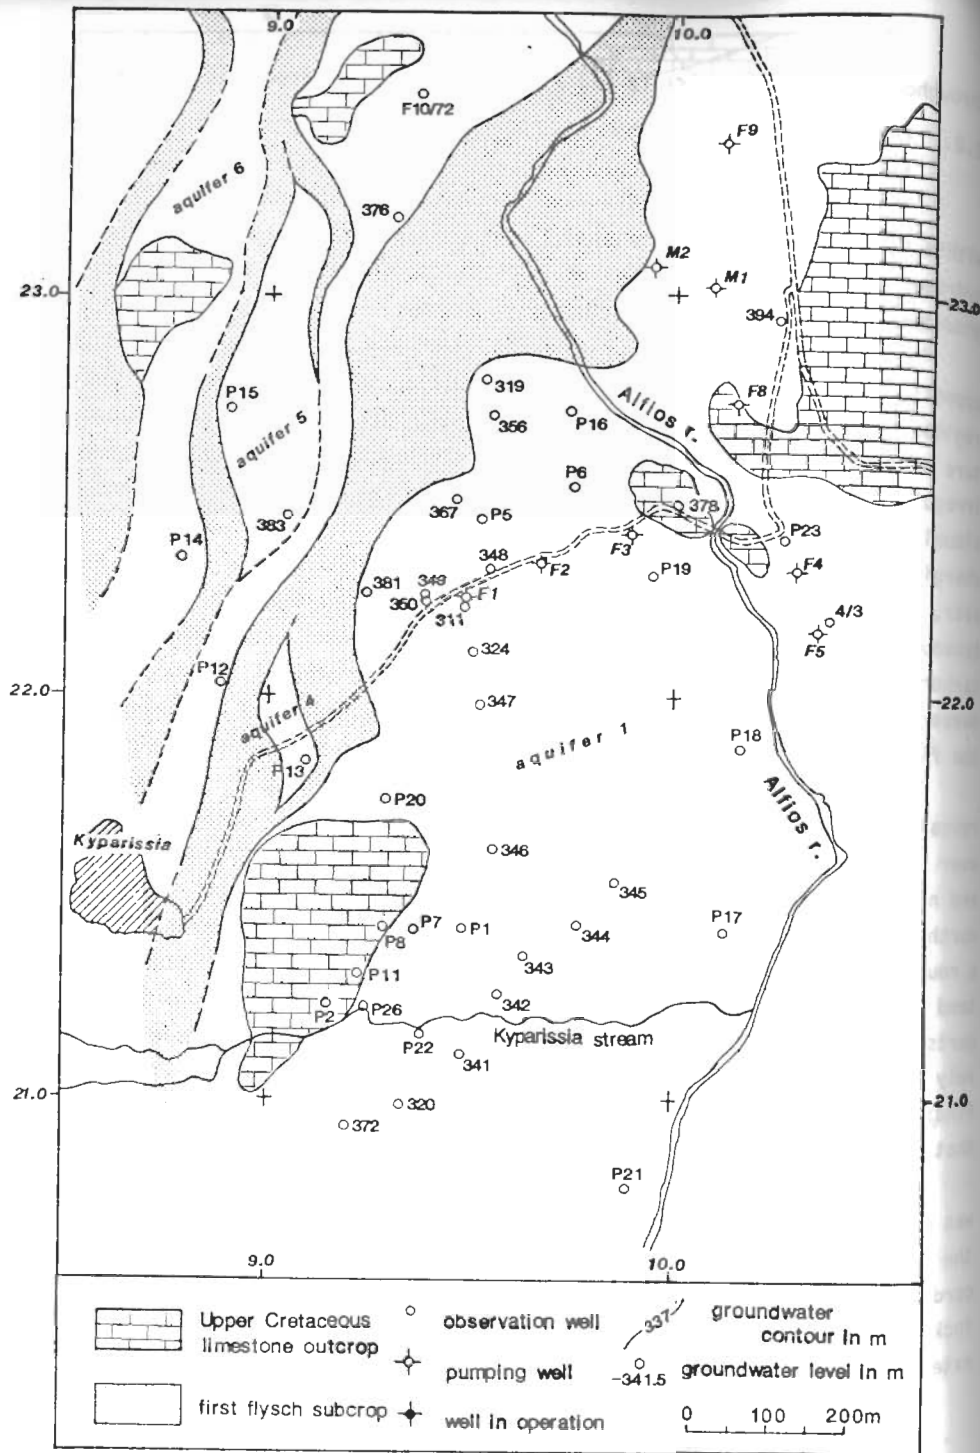 9.0
10.0
F10/72
F9
aquifer 6
376
M2
M1
23.0
23.0
394
319
P15
Alfios r.
F8
356
P16
aquifer 5
P6
367
P5
378
383
P14
348
F2
F3
P23
P19
F4
381
349
350
F1
311
4/3
F5
324
P12
22.0
22.0
347
aquifer 4
aquifer 1
P18
P13
P20
Alfios r.
Kyparissia
346
345
P8
P7
P1
344
P17
343
P11
342
P2
P26
P22
Kyparissia stream
341
21.0
21.0
320
372
P21
9.0
10.0
Upper Cretaceous
limestone outcrop
observation well
337
groundwater
contour in m
pumping well
-341.5
groundwater level in m
first flysch subcrop
well in operation
0 100 200m